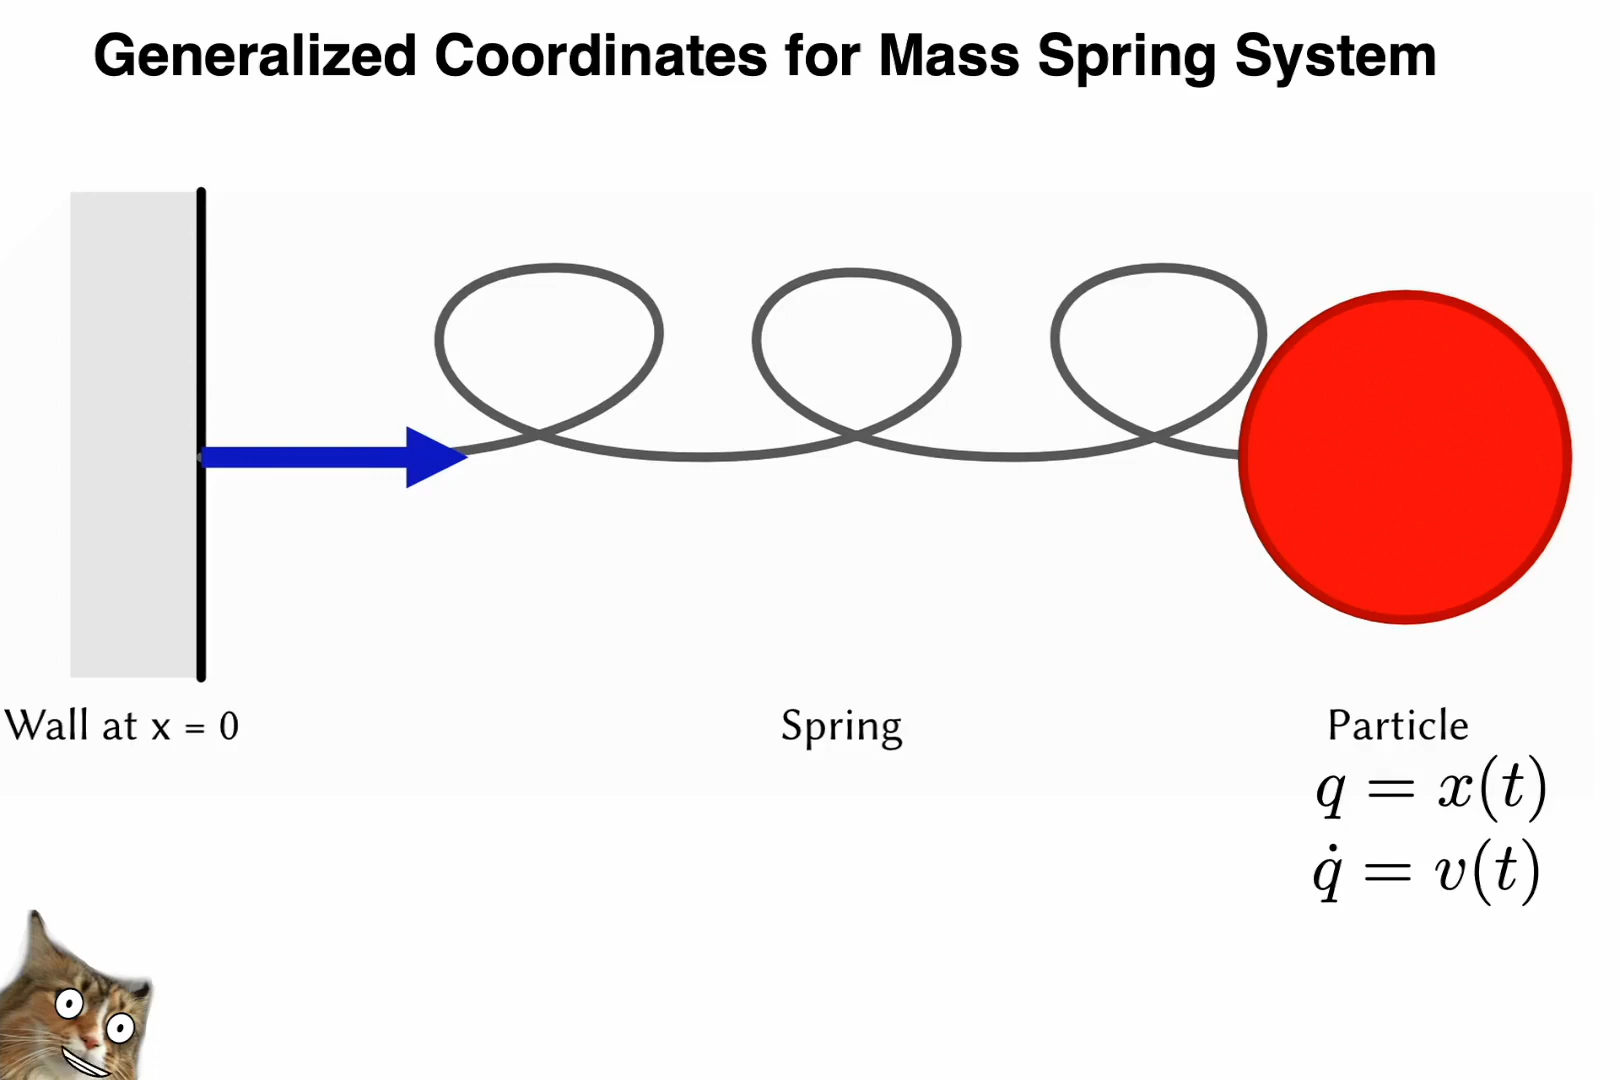 Generalized Coordinates for Mass Spring System
Wall at x = 0
Spring
Particle
q = x(t)
q̇ = v(t)